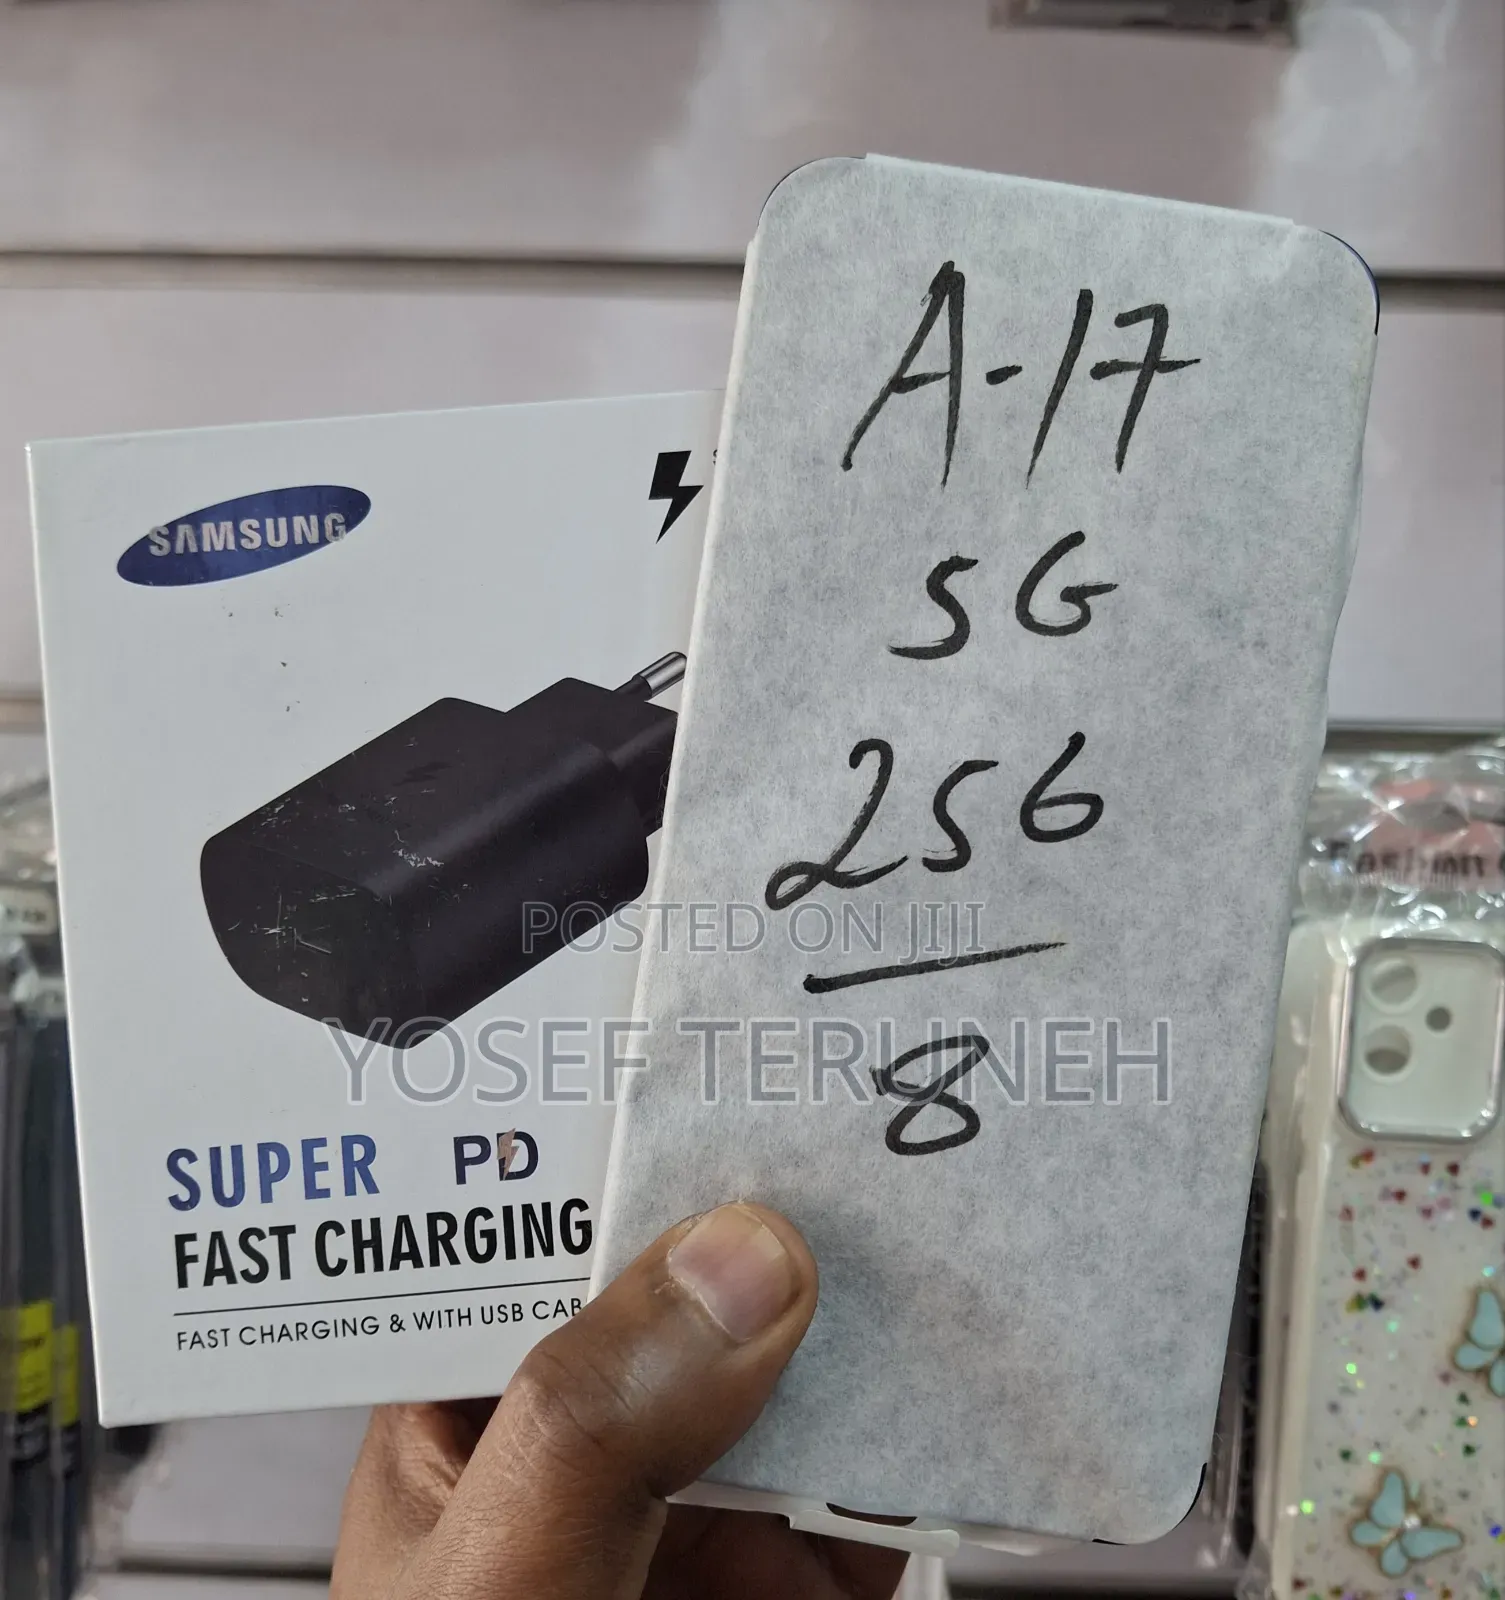 SAMSUNG
A-17
5G
256
8
POSTED ON JIJI
YOSEF TERUNEH
SUPER PD
FAST CHARGING
FAST CHARGING & WITH USB CAB
Fashion